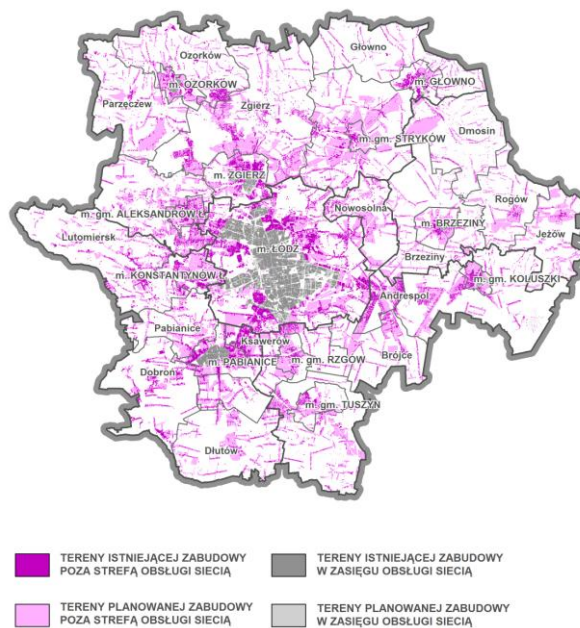 Ozorków
Głowno
m. OZORKÓW
m. GŁOWNO
Parzęczew
Zgierz
Dmosin
m. gm. STRYKÓW
m. ZGIERZ
Rogów
m. gm. ALEKSANDRÓW Ł.
Nowosolna
m. BRZEZINY
Lutomiersk
Jeżów
m. ŁÓDŹ
Brzeziny
m. KONSTANTYNÓW Ł.
m. gm. KOLUSZKI
Andrespol
Pabianice
Ksawerów
m. PABIANICE
m. gm. RZGÓW
Brójce
Dobroń
m. gm. TUSZYN
Dłutów
TERENY ISTNIEJĄCEJ ZABUDOWY
POZA STREFĄ OBSŁUGI SIECIĄ
TERENY ISTNIEJĄCEJ ZABUDOWY
W ZASIĘGU OBSŁUGI SIECIĄ
TERENY PLANOWANEJ ZABUDOWY
POZA STREFĄ OBSŁUGI SIECIĄ
TERENY PLANOWANEJ ZABUDOWY
W ZASIĘGU OBSŁUGI SIECIĄ